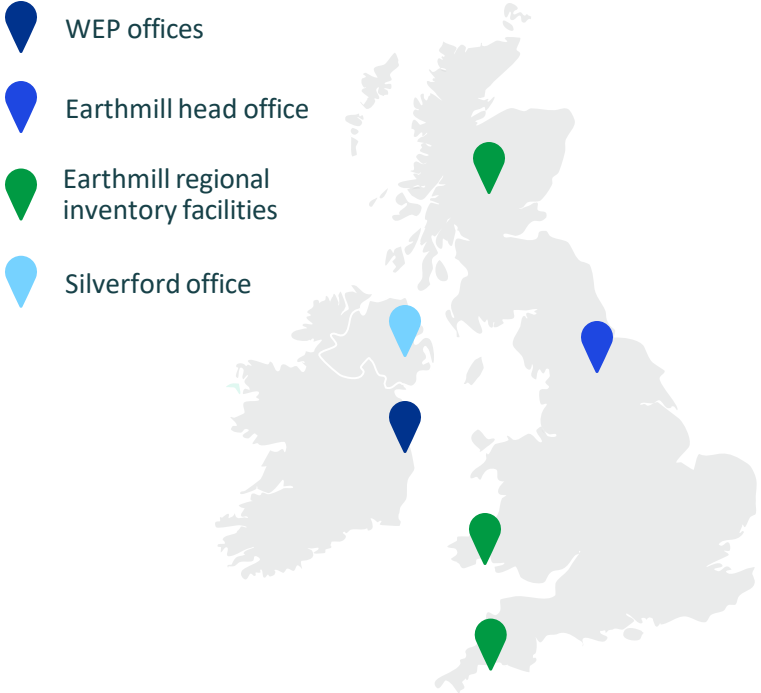 WEP offices
Earthmill head office
Earthmill regional
inventory facilities
Silverford office